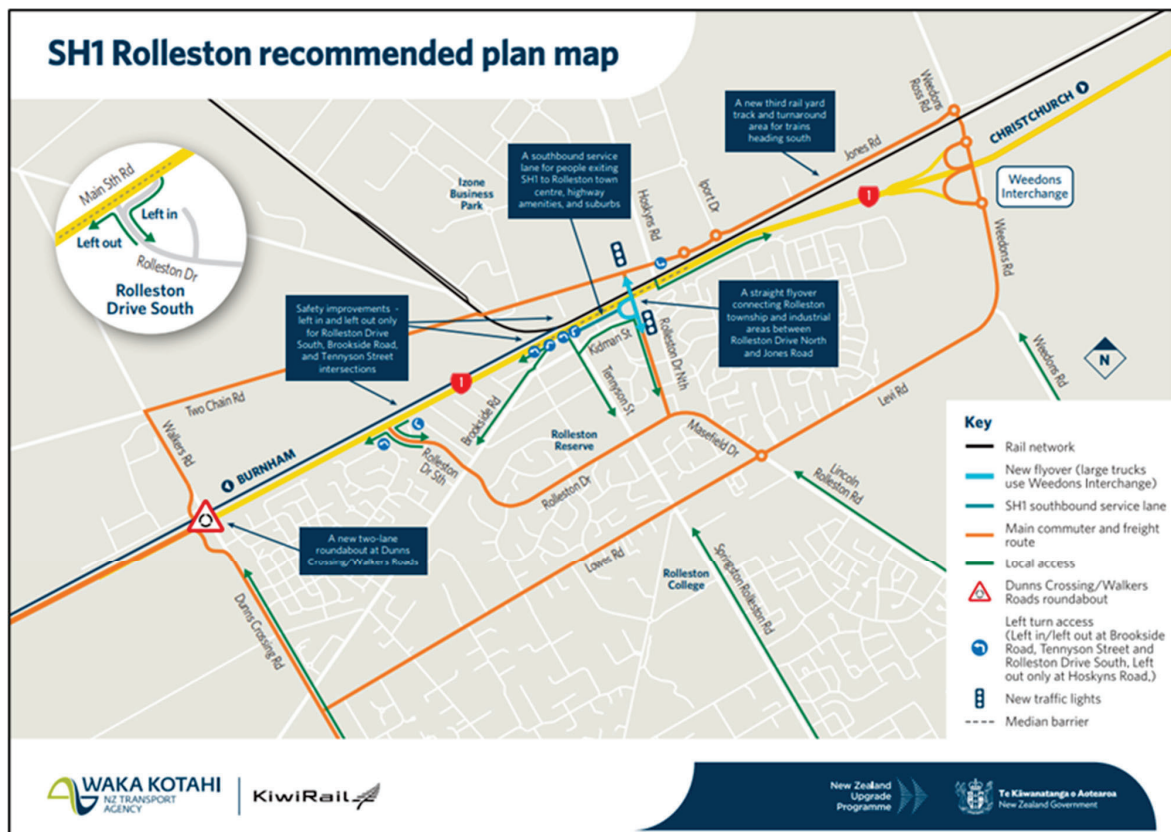 SH1 Rolleston recommended plan map
Main Sth Rd
Left in
Left out
Rolleston Dr
Rolleston
Drive South
A new third rail yard
track and turnaround
area for trains
heading south
Weedons
Ross Rd
CHRISTCHURCH
Jones Rd
A southbound service
lane for people exiting
SH1 to Rolleston town
centre, highway
amenities, and suburbs
Izone
Business
Park
Hoskyns Rd
Iport Dr
1
Weedons
Interchange
Weedons Rd
Safety improvements -
left in and left out only
for Rolleston Drive
South, Brookside Road,
and Tennyson Street
intersections
A straight flyover
connecting Rolleston
township and industrial
areas between
Rolleston Drive North
and Jones Road
Kidman St
Rolleston Dr Nth
Tennyson St
1
Weedons Rd
N
Two Chain Rd
Walkers Rd
Brookside Rd
Levi Rd
Rolleston
Reserve
Masefield Dr
BURNHAM
Rolleston
Dr Sth
Rolleston Dr
Lincoln
Rolleston Rd
A new two-lane
roundabout at Dunns
Crossing/Walkers Roads
Lowes Rd
Rolleston
College
Springston Rolleston Rd
Dunns Crossing Rd
Key
Rail network
New flyover (large trucks
use Weedons Interchange)
SH1 southbound service lane
Main commuter and freight
route
Local access
Dunns Crossing/Walkers
Roads roundabout
Left turn access
(Left in/left out at Brookside
Road, Tennyson Street and
Rolleston Drive South, Left
out only at Hoskyns Road,)
New traffic lights
Median barrier
WAKA KOTAHI
NZ TRANSPORT
AGENCY
KiwiRail
New Zealand
Upgrade
Programme
Te Kāwanatanga o Aotearoa
New Zealand Government